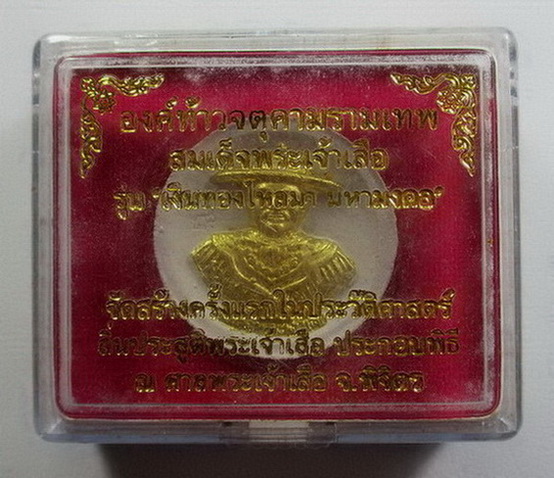 องค์ท้าวจตุคามรามเทพ
สมเด็จพระเจ้าเสือ
รุ่น "เงินทองไหลมา มหามงคล"
จัดสร้างครั้งแรกในประวัติศาสตร์
ถิ่นประสูติพระเจ้าเสือ ประกอบพิธี
ณ ศาลพระเจ้าเสือ จ.พิจิตร